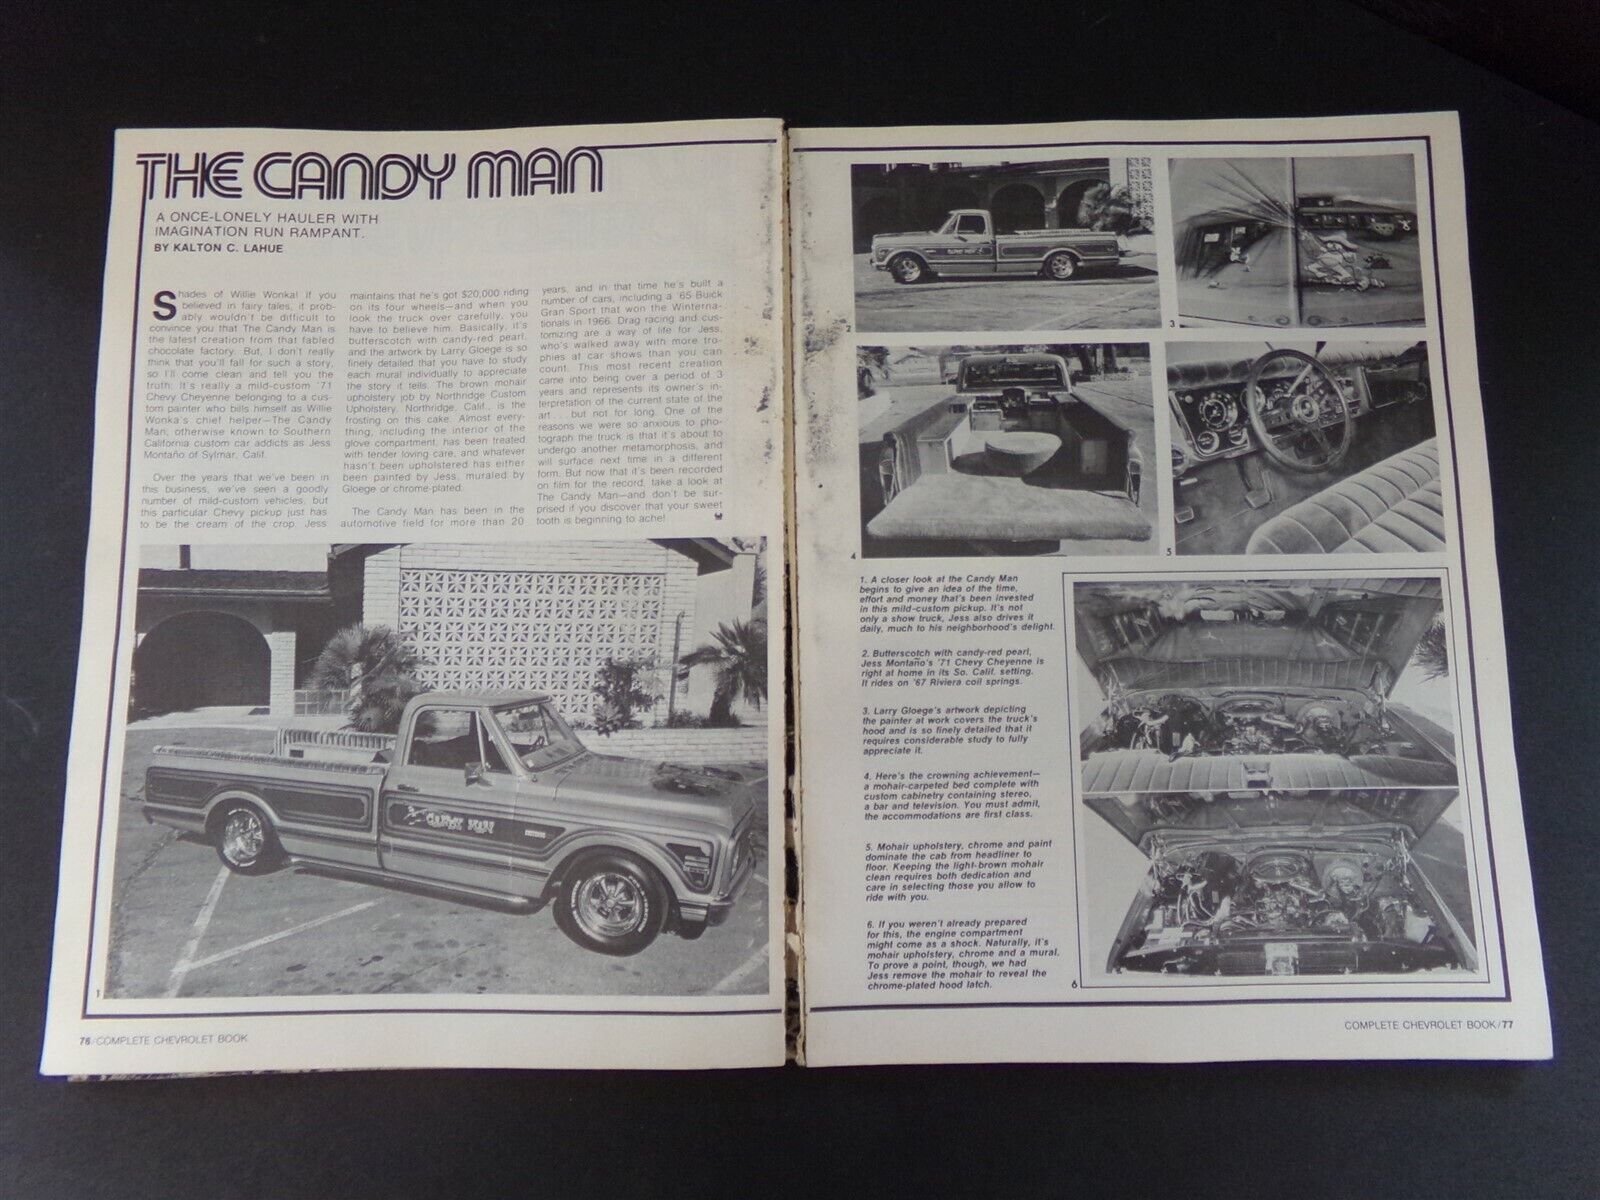 THE CANDY MAN
A ONCE-LONELY HAULER WITH
IMAGINATION RUN RAMPANT.
BY KALTON C. LAHUE
Shades of Willie Wonka! If you
believed in fairy tales, it prob-
ably wouldn't be difficult to
convince you that The Candy Man is
the latest creation from that fabled
chocolate factory. But, I don't really
think that you'll fall for such a story,
so I'll come clean and tell you the
truth: It's really a mild-custom '71
Chevy Cheyenne belonging to a cus-
tom painter who bills himself as Willie
Wonka's chief helper—The Candy
Man, otherwise known to Southern
California custom car addicts as Jess
Montaño of Sylmar, Calif.
Over the years that we've been in
this business, we've seen a goodly
number of mild-custom vehicles, but
this particular Chevy pickup just has
to be the cream of the crop. Jess
maintains that he's got $20,000 riding
on its four wheels—and when you
look the truck over carefully, you
have to believe him. Basically, it's
butterscotch with candy-red pearl,
and the artwork by Larry Gloege is so
finely detailed that you have to study
each mural individually to appreciate
the story it tells. The brown mohair
upholstery job by Northridge Custom
Upholstery, Northridge, Calif., is the
frosting on this cake. Almost every-
thing, including the interior of the
glove compartment, has been treated
with tender loving care, and whatever
hasn't been upholstered has either
been painted by Jess, muraled by
Gloege or chrome-plated.
The Candy Man has been in the
automotive field for more than 20
years, and in that time he's built a
number of cars, including a '65 Buick
Gran Sport that won the Winterna-
tionals in 1966. Drag racing and cus-
tomizing are a way of life for Jess,
who's walked away with more tro-
phies at car shows than you can
count. This most recent creation
came into being over a period of 3
years and represents its owner's in-
terpretation of the current state of the
art . . . but not for long. One of the
reasons we were so anxious to pho-
tograph the truck is that it's about to
undergo another metamorphosis, and
will surface next time in a different
form. But now that it's been recorded
on film for the record, take a look at
The Candy Man—and don't be sur-
prised if you discover that your sweet
tooth is beginning to ache!
CANDY MAN
1
76/COMPLETE CHEVROLET BOOK
2
3
4
5
1. A closer look at the Candy Man
begins to give an idea of the time,
effort and money that's been invested
in this mild-custom pickup. It's not
only a show truck, Jess also drives it
daily, much to his neighborhood's delight.
2. Butterscotch with candy-red pearl,
Jess Montaño's '71 Chevy Cheyenne is
right at home in its So. Calif. setting.
It rides on '67 Riviera coil springs.
3. Larry Gloege's artwork depicting
the painter at work covers the truck's
hood and is so finely detailed that it
requires considerable study to fully
appreciate it.
4. Here's the crowning achievement—
a mohair-carpeted bed complete with
custom cabinetry containing stereo,
a bar and television. You must admit,
the accommodations are first class.
5. Mohair upholstery, chrome and paint
dominate the cab from headliner to
floor. Keeping the light-brown mohair
clean requires both dedication and
care in selecting those you allow to
ride with you.
6. If you weren't already prepared
for this, the engine compartment
might come as a shock. Naturally, it's
mohair upholstery, chrome and a mural.
To prove a point, though, we had
Jess remove the mohair to reveal the
chrome-plated hood latch.
6
COMPLETE CHEVROLET BOOK/77